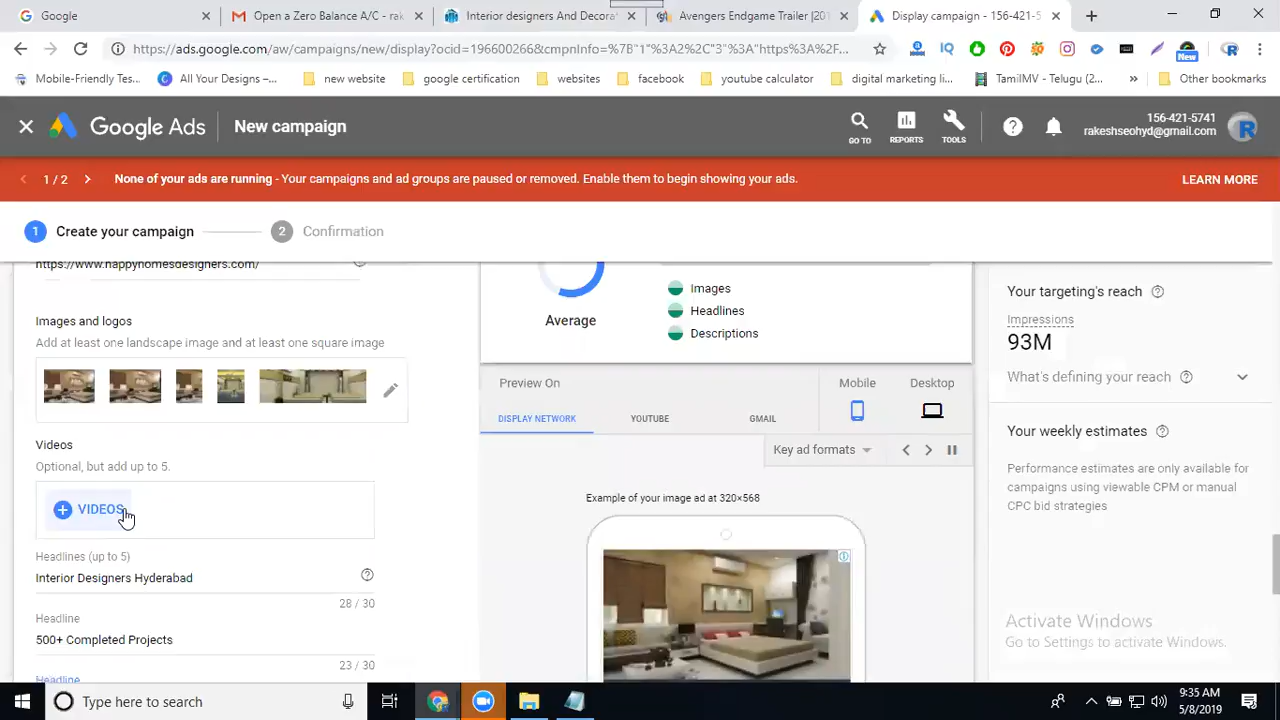 Google
Open a Zero Balance A/C - rak
Interior designers And Decorat
Avengers Endgame Trailer |201
Display campaign - 156-421-5
https://ads.google.com/aw/campaigns/new/display?ocid=196600266&cmpnInfo=%7B"1"%3A2%2C"3"%3A"https%3A%2F...
Mobile-Friendly Tes...
All Your Designs –...
new website
google certification
websites
facebook
youtube calculator
digital marketing li...
TamilMV - Telugu (2...
Other bookmarks
New
Google Ads
New campaign
GO TO
REPORTS
TOOLS
156-421-5741
rakeshseohyd@gmail.com
1 / 2
None of your ads are running - Your campaigns and ad groups are paused or removed. Enable them to begin showing your ads.
LEARN MORE
1 Create your campaign
2 Confirmation
https://www.happyhomesdesigners.com/
Images and logos
Add at least one landscape image and at least one square image
Videos
Optional, but add up to 5.
VIDEOS
Headlines (up to 5)
Interior Designers Hyderabad
28 / 30
Headline
500+ Completed Projects
23 / 30
Headline
Average
Images
Headlines
Descriptions
Preview On
Mobile
Desktop
DISPLAY NETWORK
YOUTUBE
GMAIL
Key ad formats
Example of your image ad at 320×568
Your targeting's reach
Impressions
93M
What's defining your reach
Your weekly estimates
Performance estimates are only available for
campaigns using viewable CPM or manual
CPC bid strategies
Activate Windows
Go to Settings to activate Windows.
Type here to search
9:35 AM
5/8/2019